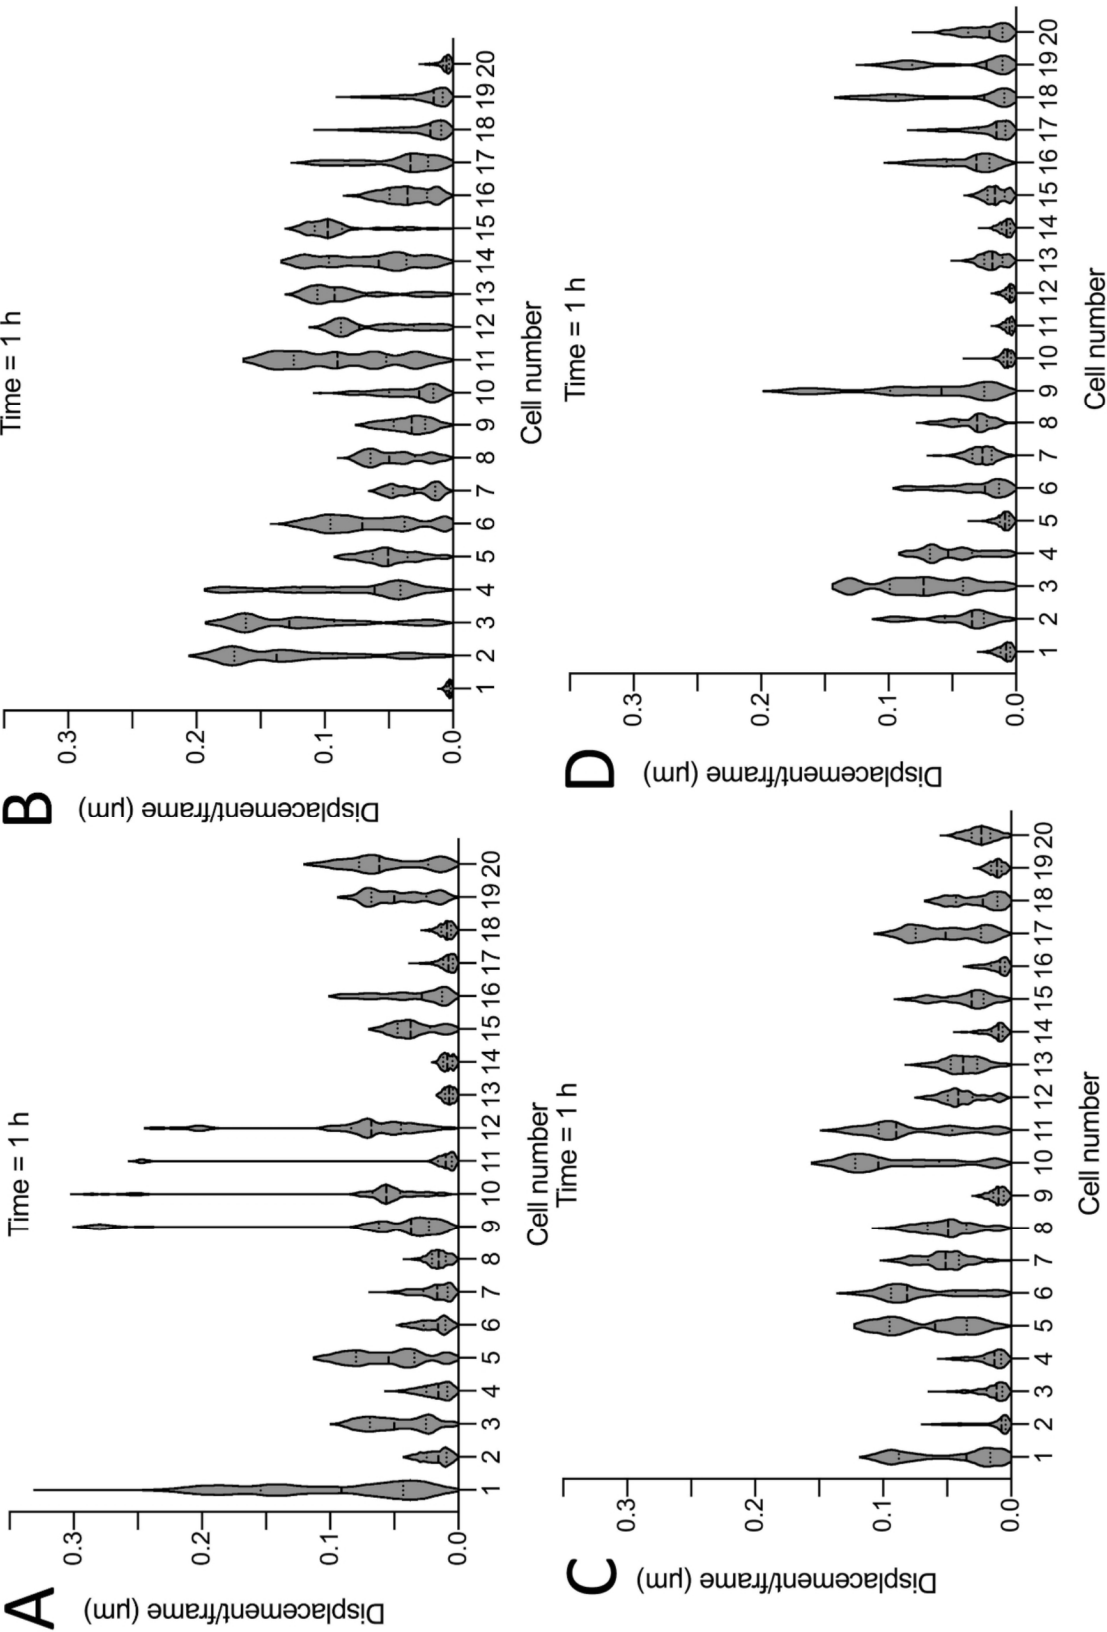 A
Time = 1 h
Displacement/frame (µm)
0.3
0.2
0.1
0.0
1 2 3 4 5 6 7 8 9 10 11 12 13 14 15 16 17 18 19 20
Cell number
B
Time = 1 h
Displacement/frame (µm)
0.3
0.2
0.1
0.0
1 2 3 4 5 6 7 8 9 10 11 12 13 14 15 16 17 18 19 20
Cell number
C
Time = 1 h
Displacement/frame (µm)
0.3
0.2
0.1
0.0
1 2 3 4 5 6 7 8 9 10 11 12 13 14 15 16 17 18 19 20
Cell number
D
Time = 1 h
Displacement/frame (µm)
0.3
0.2
0.1
0.0
1 2 3 4 5 6 7 8 9 10 11 12 13 14 15 16 17 18 19 20
Cell number